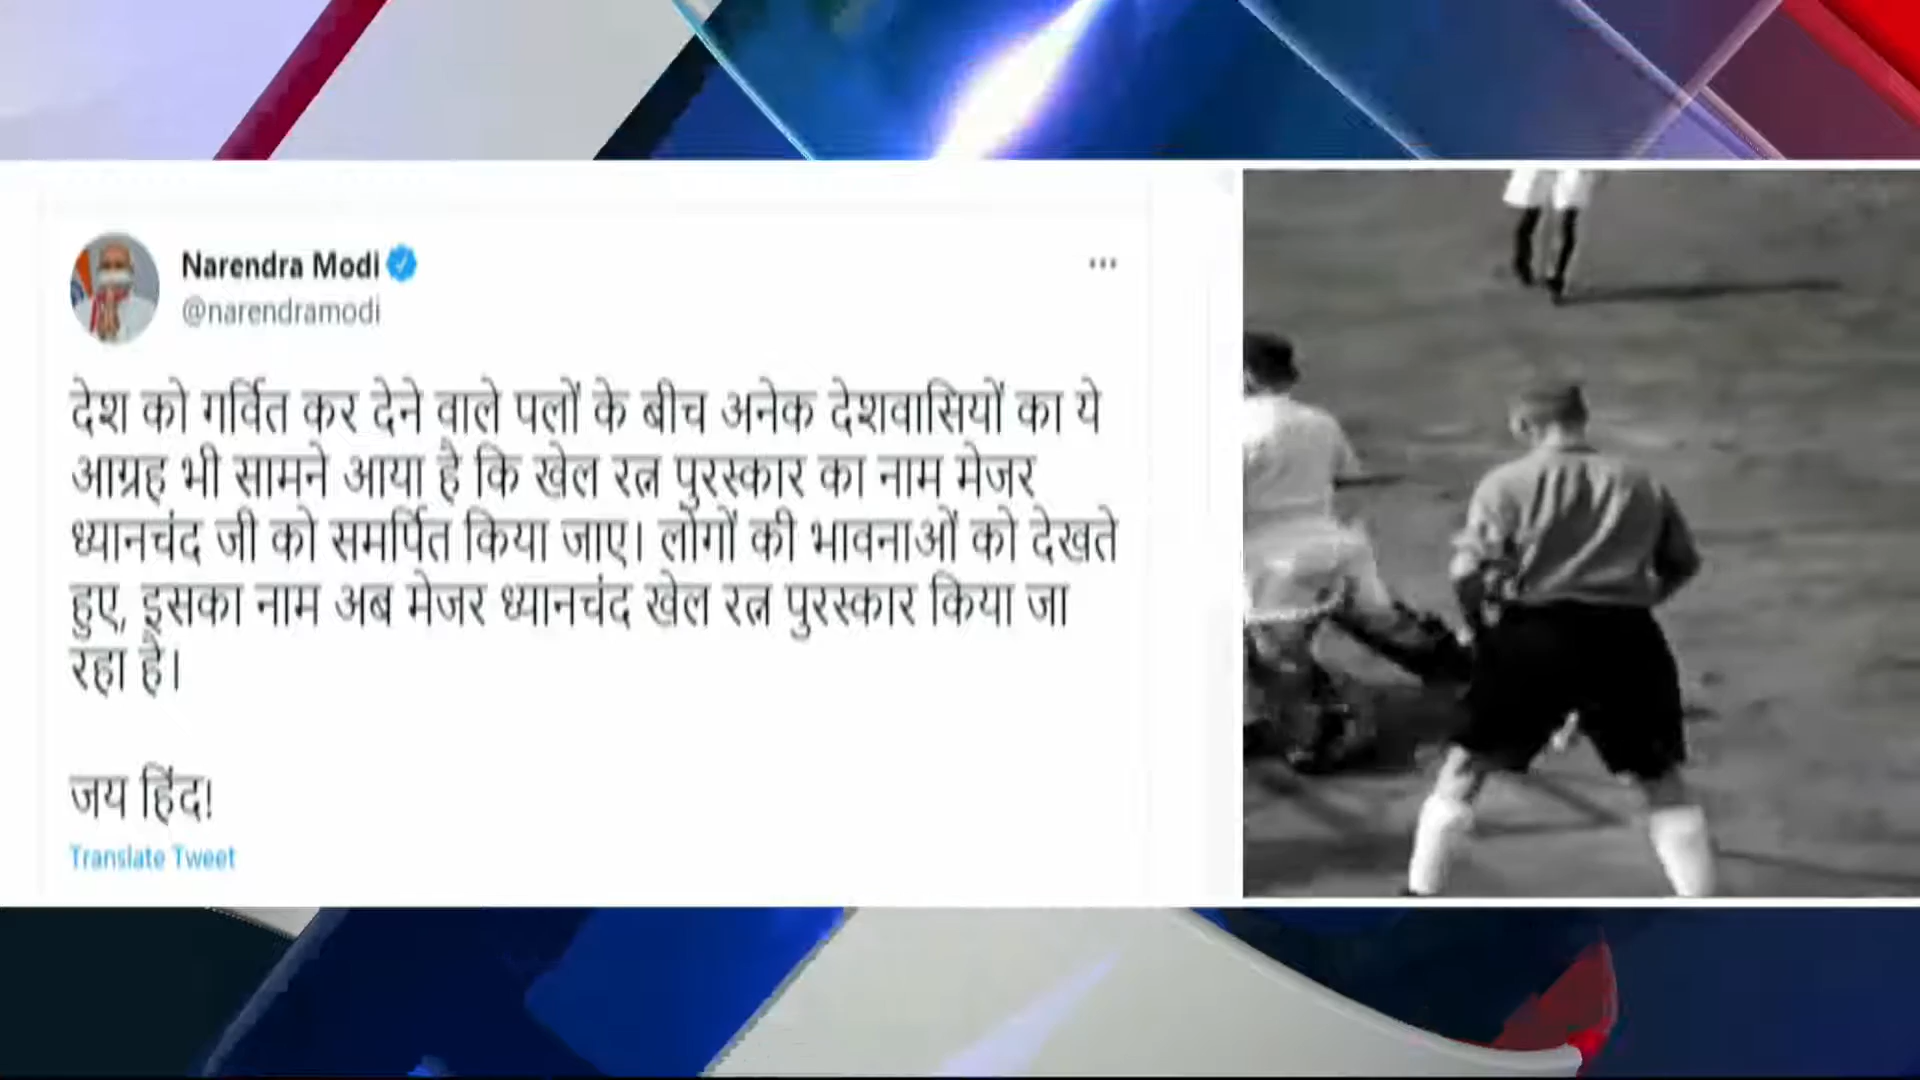 Narendra Modi
@narendramodi
देश को गर्वित कर देने वाले पलों के बीच अनेक देशवासियों का ये
आग्रह भी सामने आया है कि खेल रत्न पुरस्कार का नाम मेजर
ध्यानचंद जी को समर्पित किया जाए। लोगों की भावनाओं को देखते
हुए, इसका नाम अब मेजर ध्यानचंद खेल रत्न पुरस्कार किया जा
रहा है।
जय हिंद!
Translate Tweet